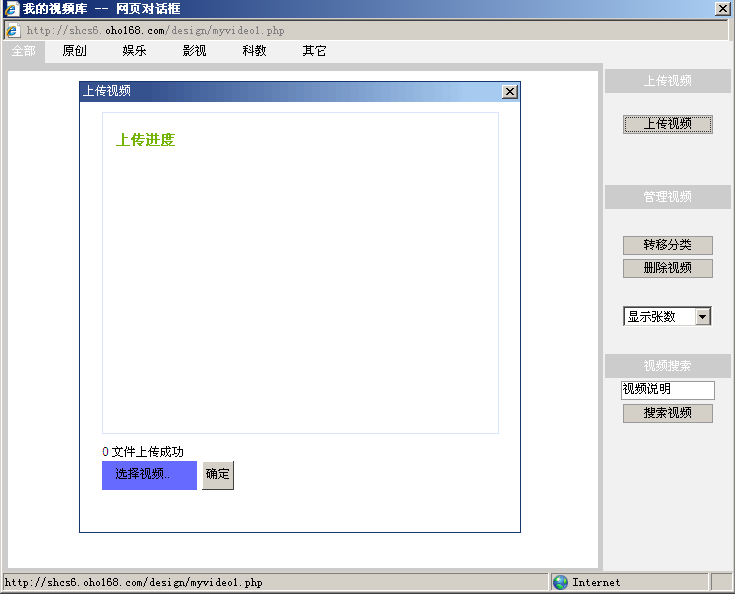 我的视频库 -- 网页对话框
http://shcs6.oho168.com/design/myvideo1.php
全部 原创 娱乐 影视 科教 其它
上传视频
上传视频
上传进度
上传视频
管理视频
转移分类
删除视频
显示张数
视频搜索
视频说明
搜索视频
0 文件上传成功
选择视频.. 确定
http://shcs6.oho168.com/design/myvideo1.php Internet